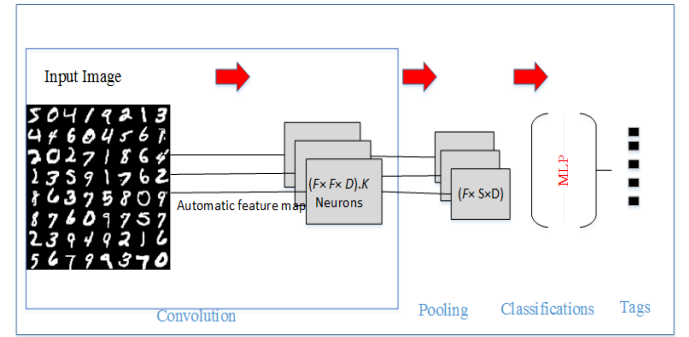 Input Image
5 0 4 1 9 2 1 3
4 4 6 0 4 5 6
2 0 2 7 1 8 6 4
2 3 5 9 1 7 6 2
8 6 3 7 5 8 0 9
8 7 6 0 9 7 5 7
2 3 9 4 9 2 1 6
5 6 7 9 9 3 7 0
Automatic feature map
(F× F× D).K
Neurons
(F× S×D)
MLP
Convolution
Pooling
Classifications
Tags